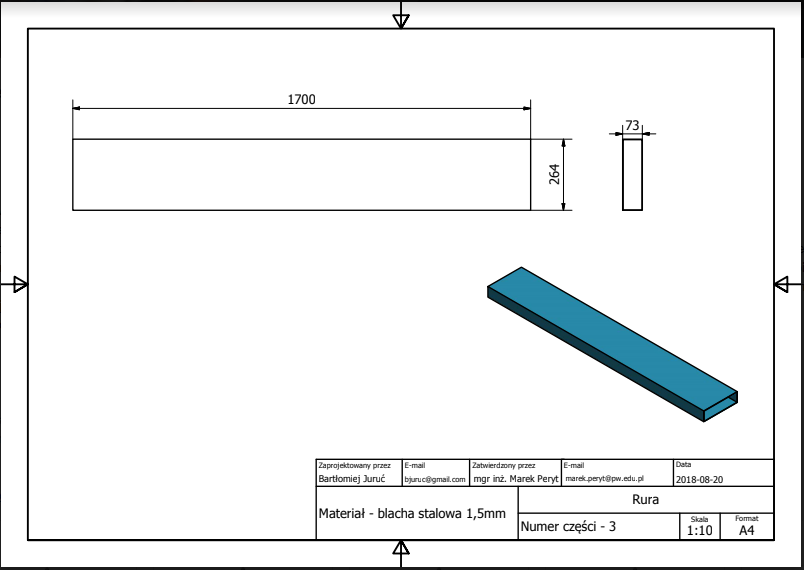 1700
73
264
Zaprojektowany przez
Bartłomiej Juruć
E-mail
bjuruc@gmail.com
Zatwierdzony przez
mgr inż. Marek Peryt
E-mail
marek.peryt@pw.edu.pl
Data
2018-08-20
Materiał - blacha stalowa 1,5mm
Rura
Numer części - 3
Skala
1:10
Format
A4